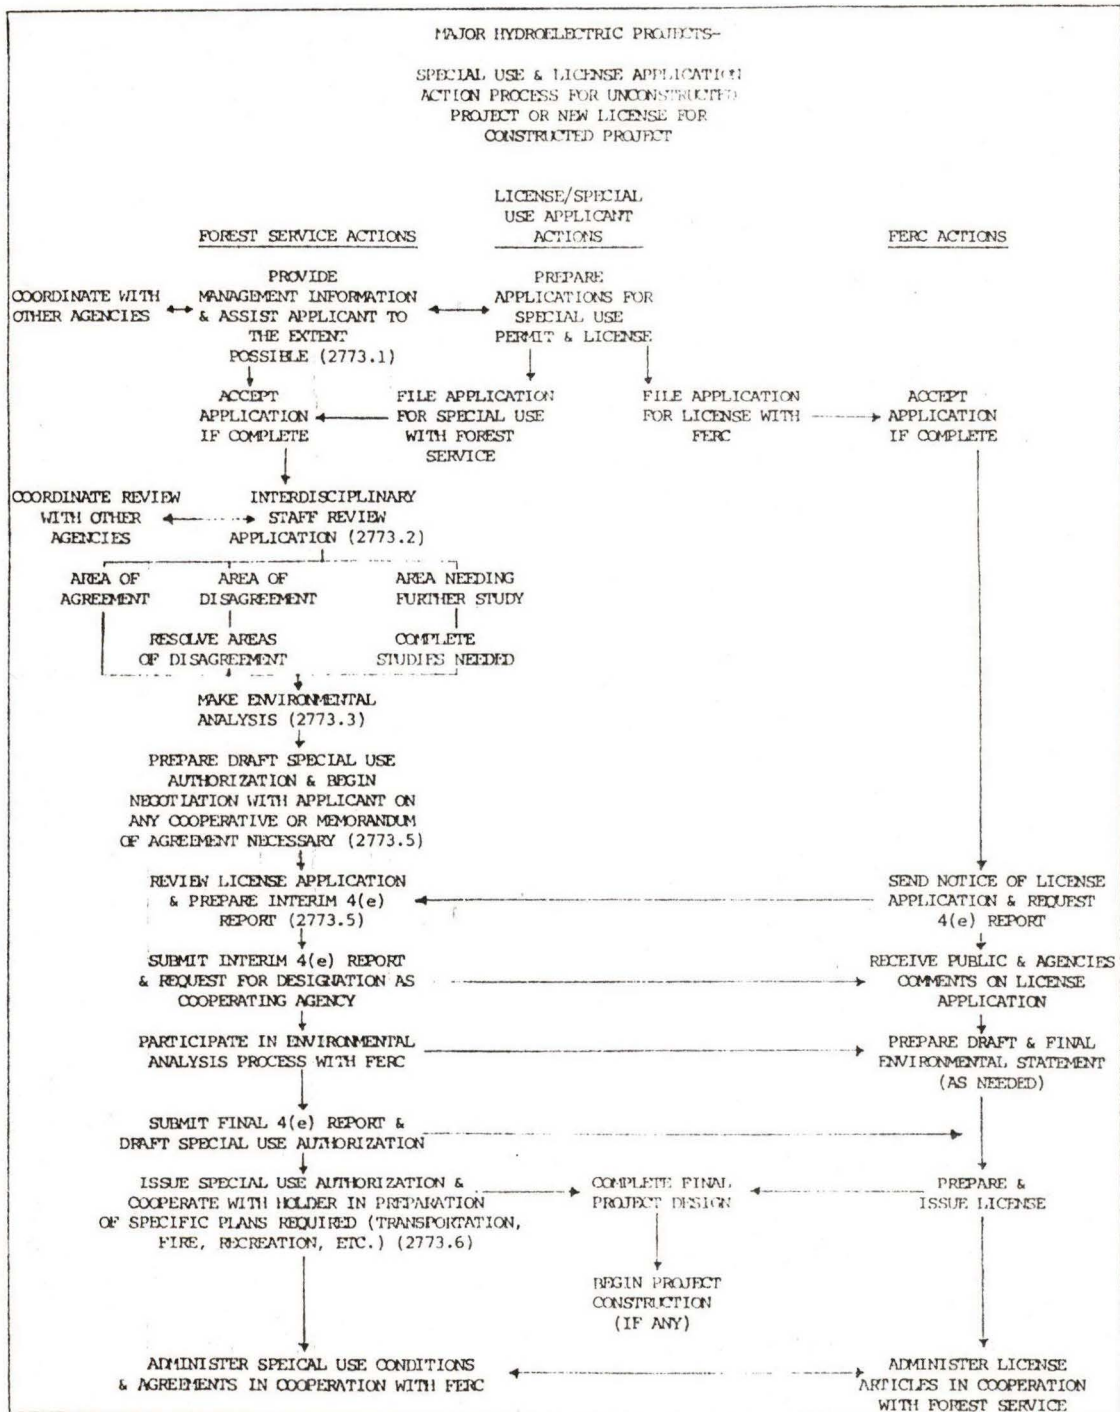 MAJOR HYDROELECTRIC PROJECTS-
SPECIAL USE & LICENSE APPLICATION
ACTION PROCESS FOR UNCONSTRUCTED
PROJECT OR NEW LICENSE FOR
CONSTRUCTED PROJECT
FOREST SERVICE ACTIONS
LICENSE/SPECIAL
USE APPLICANT
ACTIONS
FERC ACTIONS
COORDINATE WITH
OTHER AGENCIES
PROVIDE
MANAGEMENT INFORMATION
& ASSIST APPLICANT TO
THE EXTENT
POSSIBLE (2773.1)
PREPARE
APPLICATIONS FOR
SPECIAL USE
PERMIT & LICENSE
ACCEPT
APPLICATION
IF COMPLETE
FILE APPLICATION
FOR SPECIAL USE
WITH FOREST
SERVICE
FILE APPLICATION
FOR LICENSE WITH
FERC
ACCEPT
APPLICATION
IF COMPLETE
COORDINATE REVIEW
WITH OTHER
AGENCIES
INTERDISCIPLINARY
STAFF REVIEW
APPLICATION (2773.2)
AREA OF
AGREEMENT
AREA OF
DISAGREEMENT
AREA NEEDING
FURTHER STUDY
RESOLVE AREAS
OF DISAGREEMENT
COMPLETE
STUDIES NEEDED
MAKE ENVIRONMENTAL
ANALYSIS (2773.3)
PREPARE DRAFT SPECIAL USE
AUTHORIZATION & BEGIN
NEGOTIATION WITH APPLICANT ON
ANY COOPERATIVE OR MEMORANDUM
OF AGREEMENT NECESSARY (2773.5)
REVIEW LICENSE APPLICATION
& PREPARE INTERIM 4(e)
REPORT (2773.5)
SEND NOTICE OF LICENSE
APPLICATION & REQUEST
4(e) REPORT
SUBMIT INTERIM 4(e) REPORT
& REQUEST FOR DESIGNATION AS
COOPERATING AGENCY
RECEIVE PUBLIC & AGENCIES
COMMENTS ON LICENSE
APPLICATION
PARTICIPATE IN ENVIRONMENTAL
ANALYSIS PROCESS WITH FERC
PREPARE DRAFT & FINAL
ENVIRONMENTAL STATEMENT
(AS NEEDED)
SUBMIT FINAL 4(e) REPORT &
DRAFT SPECIAL USE AUTHORIZATION
ISSUE SPECIAL USE AUTHORIZATION &
COOPERATE WITH HOLDER IN PREPARATION
OF SPECIFIC PLANS REQUIRED (TRANSPORTATION,
FIRE, RECREATION, ETC.) (2773.6)
COMPLETE FINAL
PROJECT DESIGN
PREPARE &
ISSUE LICENSE
BEGIN PROJECT
CONSTRUCTION
(IF ANY)
ADMINISTER SPEICAL USE CONDITIONS
& AGREEMENTS IN COOPERATION WITH FERC
ADMINISTER LICENSE
ARTICLES IN COOPERATION
WITH FOREST SERVICE